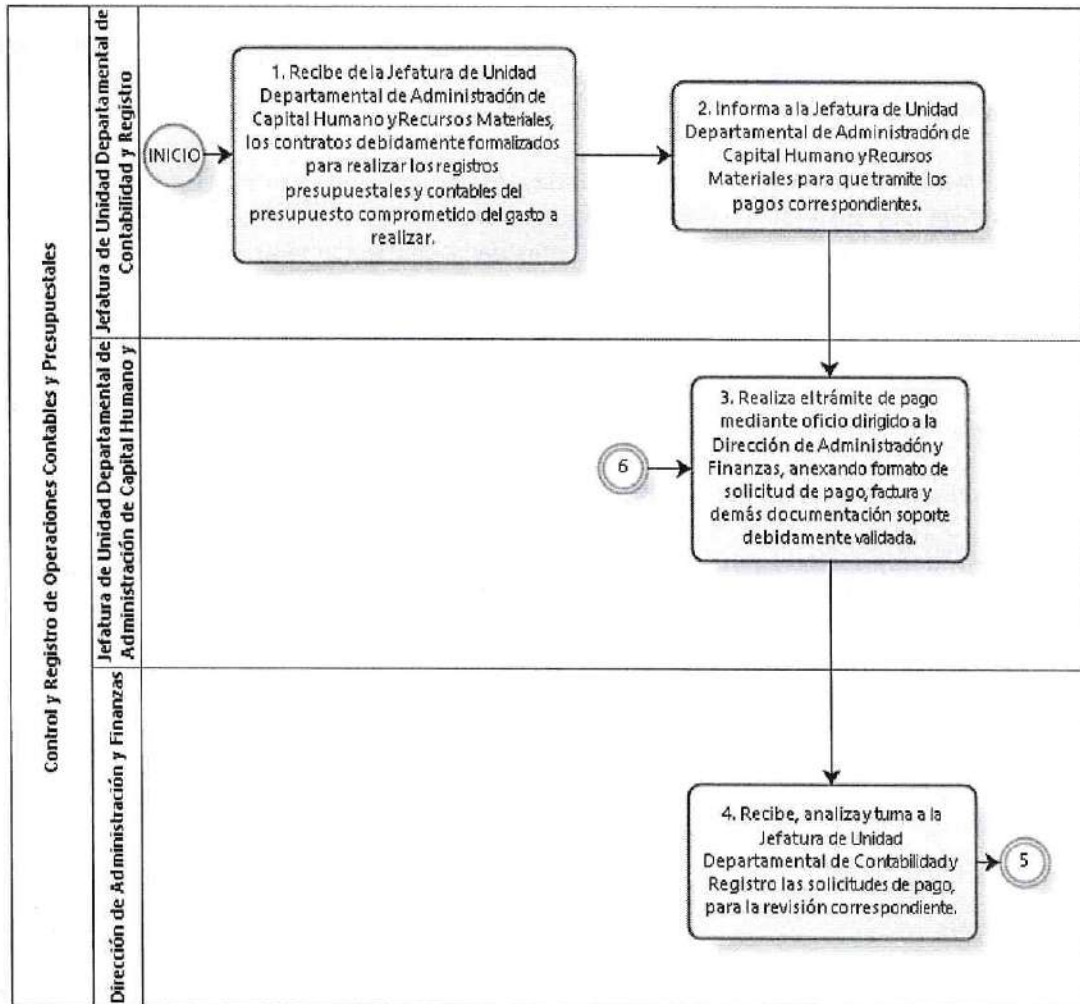 Control y Registro de Operaciones Contables y Presupuestales
Jefatura de Unidad Departamental de
Contabilidad y Registro
INICIO
1. Recibe de la Jefatura de Unidad
Departamental de Administración de
Capital Humano y Recursos Materiales,
los contratos debidamente formalizados
para realizar los registros
presupuestales y contables del
presupuesto comprometido del gasto a
realizar.
2. Informa a la Jefatura de Unidad
Departamental de Administración de
Capital Humano y Recursos
Materiales para que tramite los
pagos correspondientes.
Jefatura de Unidad Departamental de
Administración de Capital Humano y
6
3. Realiza el trámite de pago
mediante oficio dirigido a la
Dirección de Administración y
Finanzas, anexando formato de
solicitud de pago, factura y
demás documentación soporte
debidamente validada.
Dirección de Administración y Finanzas
4. Recibe, analiza y turna a la
Jefatura de Unidad
Departamental de Contabilidad y
Registro las solicitudes de pago,
para la revisión correspondiente.
5